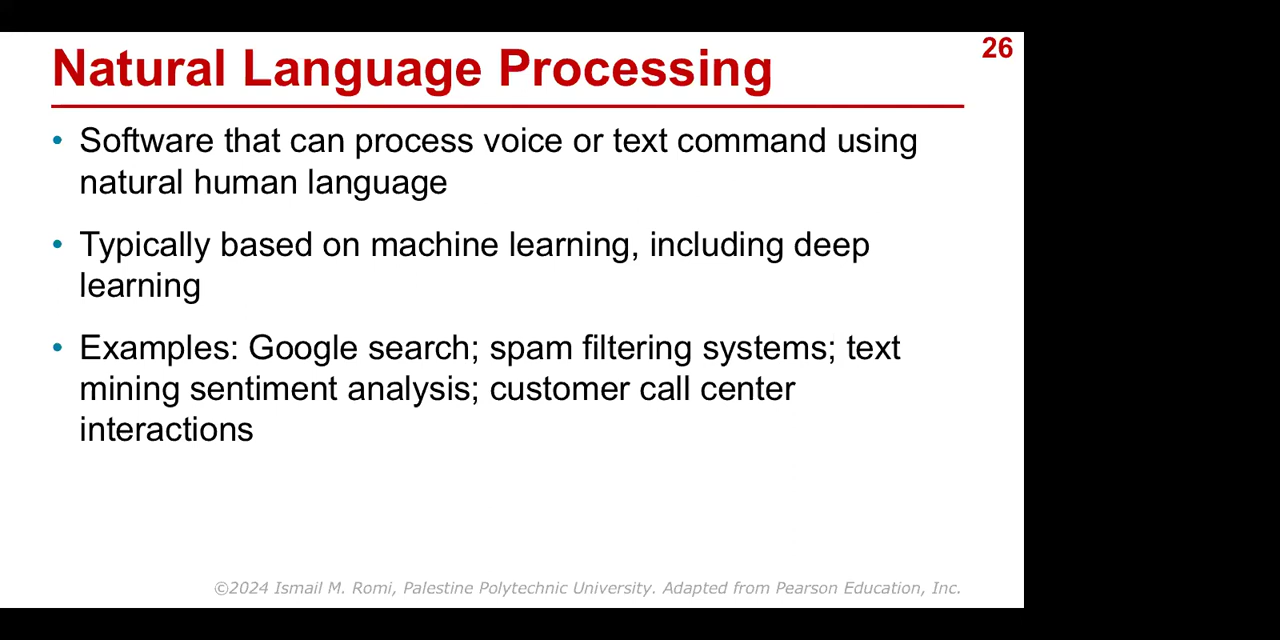 26
Natural Language Processing
• Software that can process voice or text command using
natural human language
• Typically based on machine learning, including deep
learning
• Examples: Google search; spam filtering systems; text
mining sentiment analysis; customer call center
interactions
©2024 Ismail M. Romi, Palestine Polytechnic University. Adapted from Pearson Education, Inc.